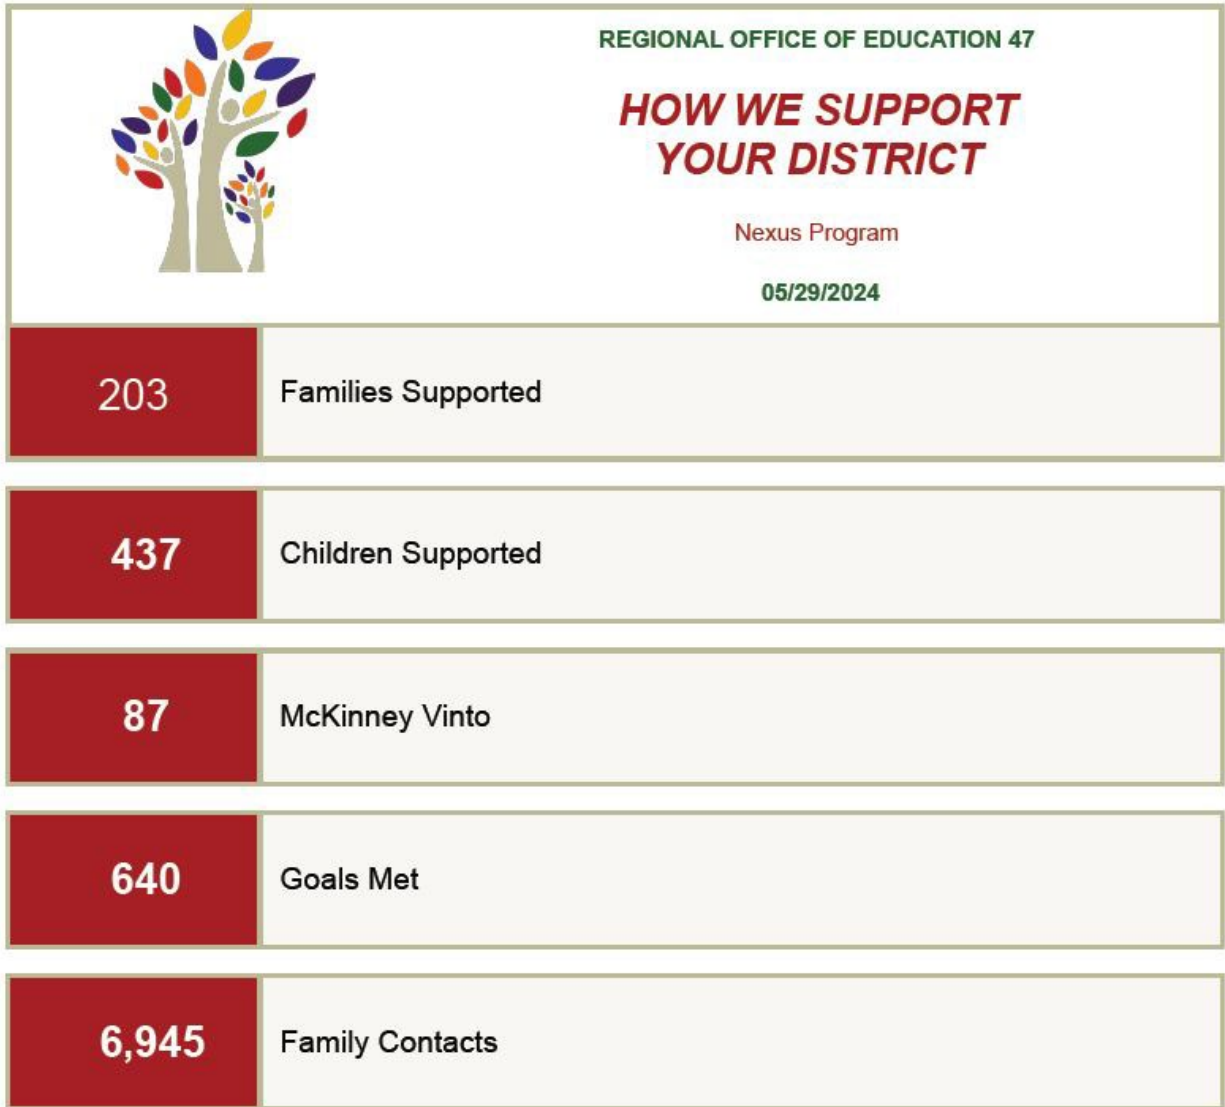 REGIONAL OFFICE OF EDUCATION 47
HOW WE SUPPORT
YOUR DISTRICT
Nexus Program
05/29/2024
203 Families Supported
437 Children Supported
87 McKinney Vinto
640 Goals Met
6,945 Family Contacts